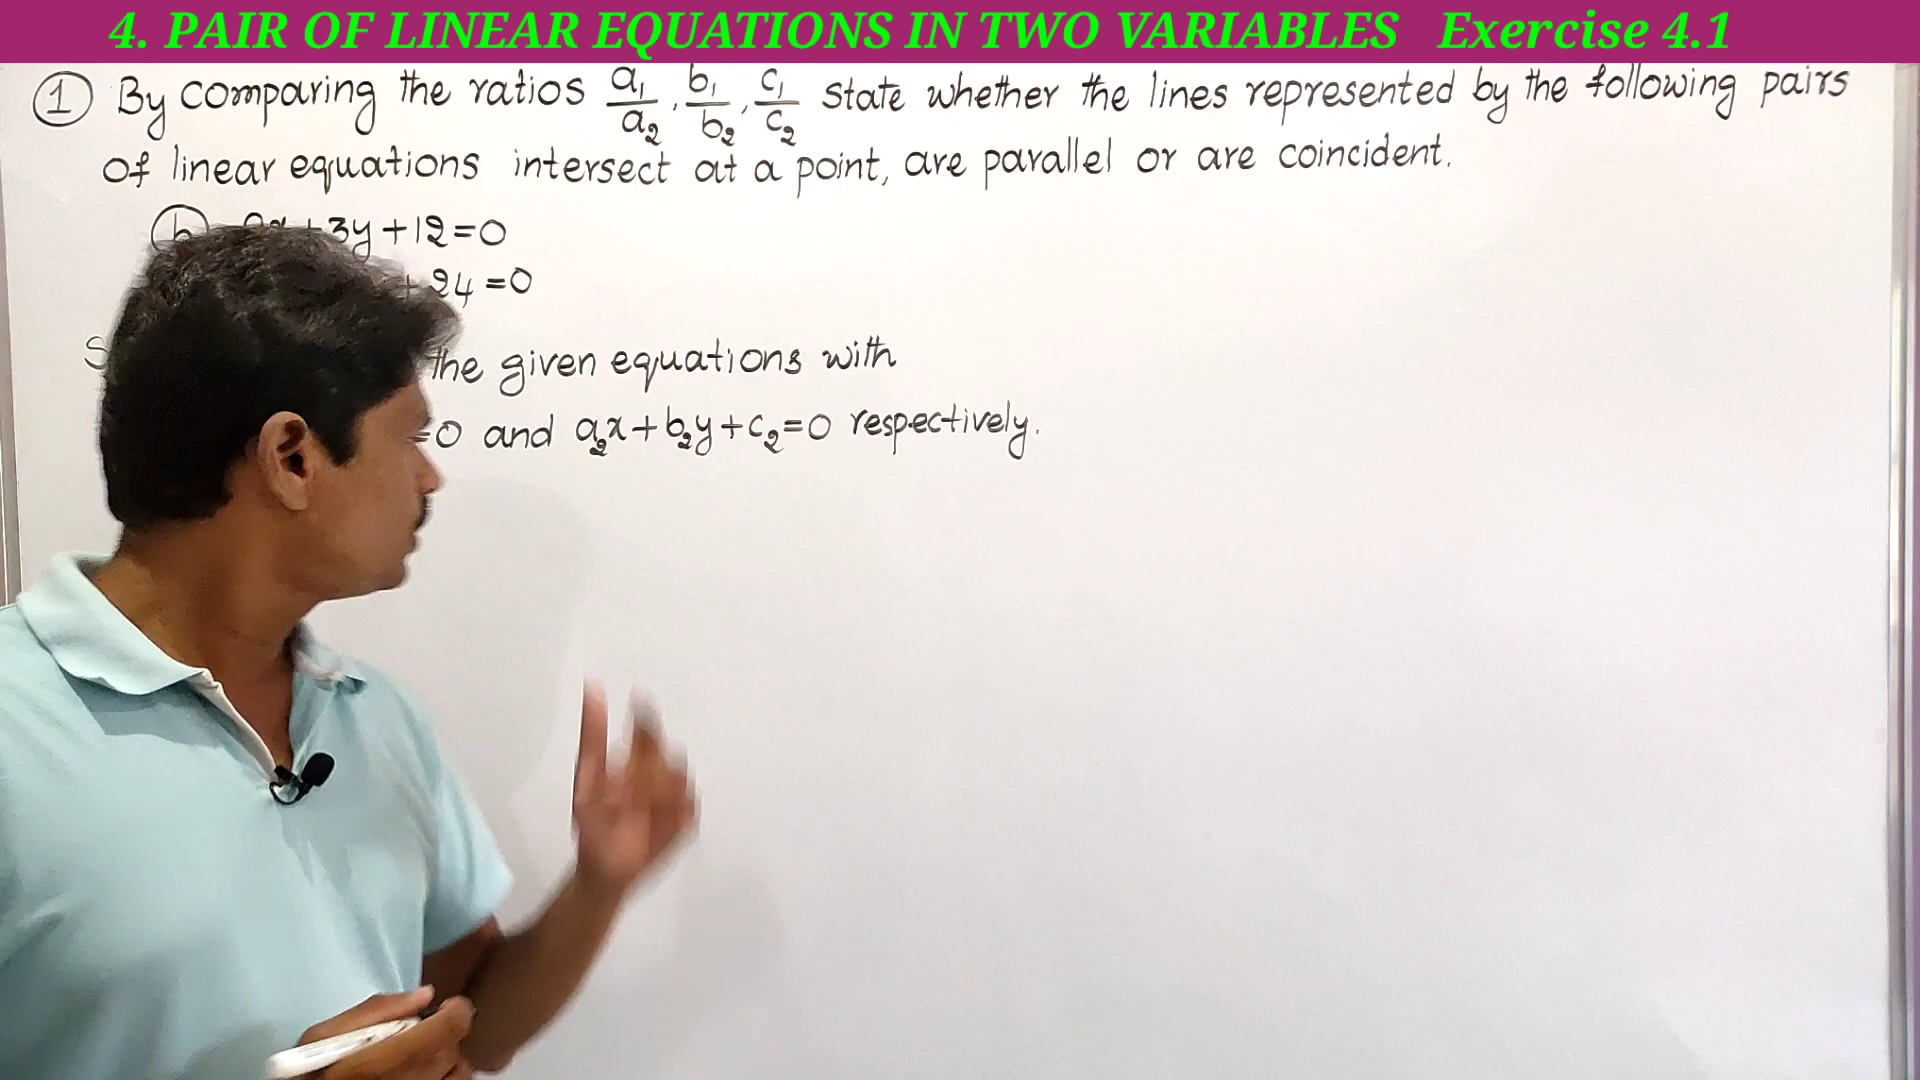 4. PAIR OF LINEAR EQUATIONS IN TWO VARIABLES Exercise 4.1
① By comparing the ratios a₁/a₂, b₁/b₂, c₁/c₂ state whether the lines represented by the following pairs
of linear equations intersect at a point, are parallel or are coincident.
+3y+12=0
+24=0
the given equations with
=0 and a₂x+b₂y+c₂=0 respectively.